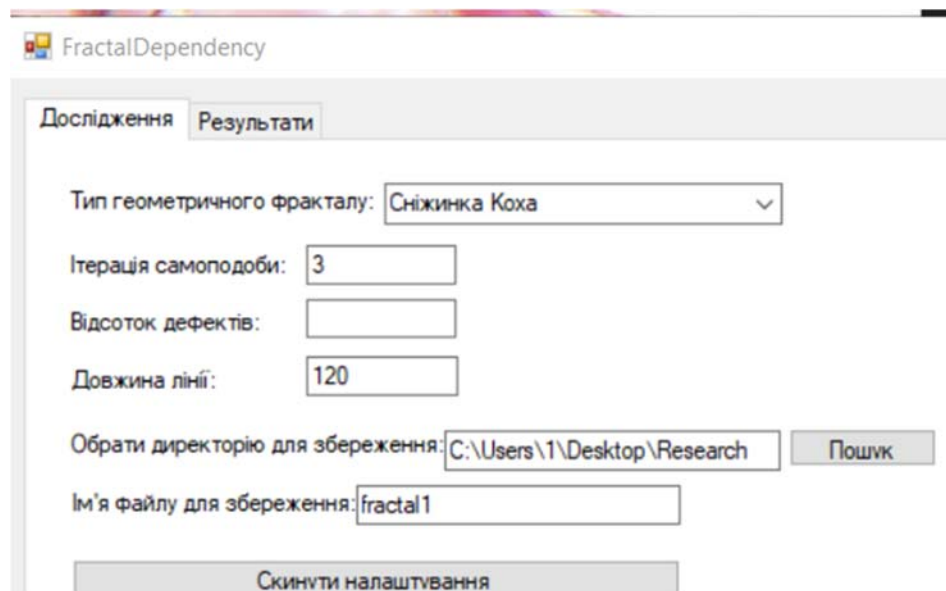 FractalDependency
Дослідження Результати
Тип геометричного фракталу: Сніжинка Коха
Ітерація самоподоби: 3
Відсоток дефектів:
Довжина лінії: 120
Обрати директорію для збереження: C:\Users\1\Desktop\Research Пошук
Ім'я файлу для збереження: fractal1
Скинути налаштування